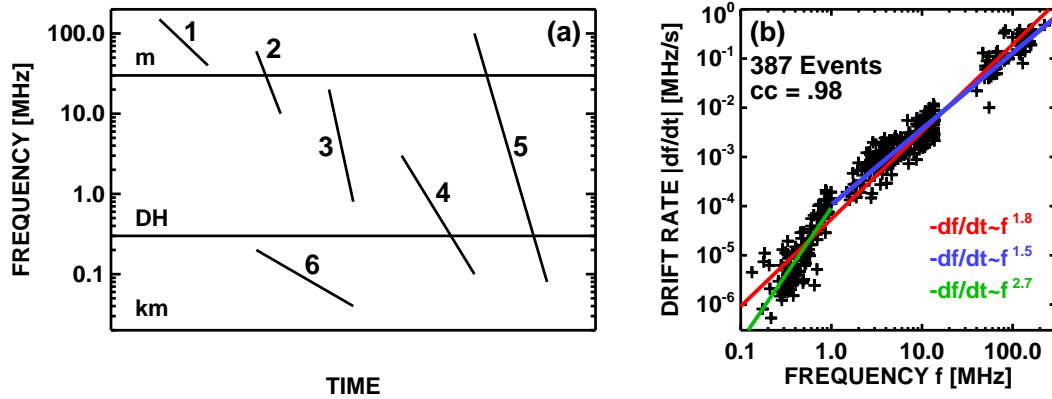 (a)
FREQUENCY [MHz]
100.0
10.0
1.0
0.1
m
DH
km
1
2
3
4
5
6
TIME
(b)
387 Events
cc = .98
DRIFT RATE |df/dt| [MHz/s]
10⁰
10⁻¹
10⁻²
10⁻³
10⁻⁴
10⁻⁵
10⁻⁶
-df/dt~f¹·⁸
-df/dt~f¹·⁵
-df/dt~f²·⁷
0.1 1.0 10.0 100.0
FREQUENCY f [MHz]